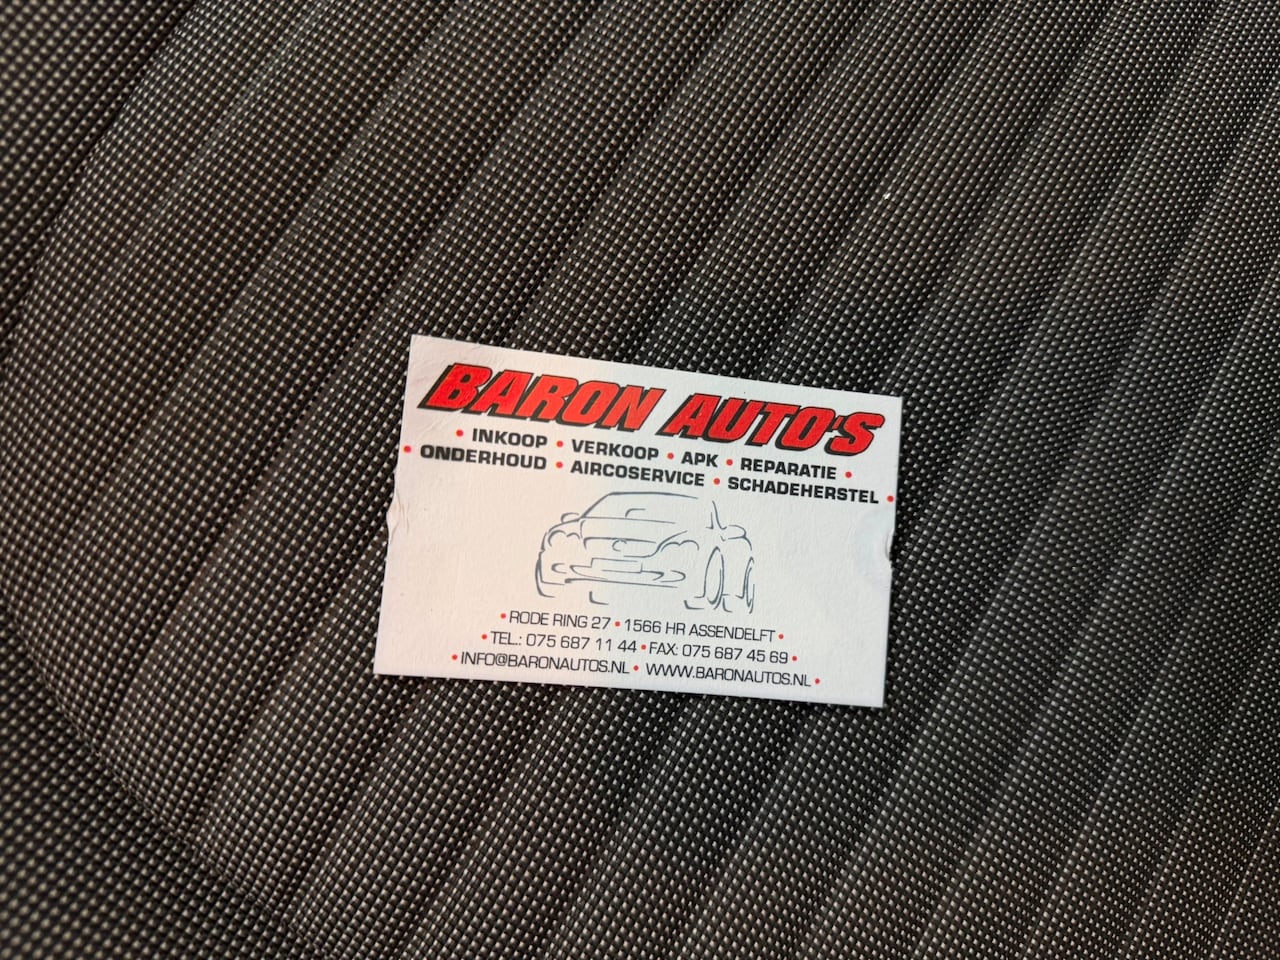 BARON AUTO'S
• INKOOP • VERKOOP • APK • REPARATIE •
• ONDERHOUD • AIRCOSERVICE • SCHADEHERSTEL •
• RODE RING 27 • 1566 HR ASSENDELFT •
• TEL.: 075 687 11 44 • FAX: 075 687 45 69 •
• INFO@BARONAUTOS.NL • WWW.BARONAUTOS.NL •